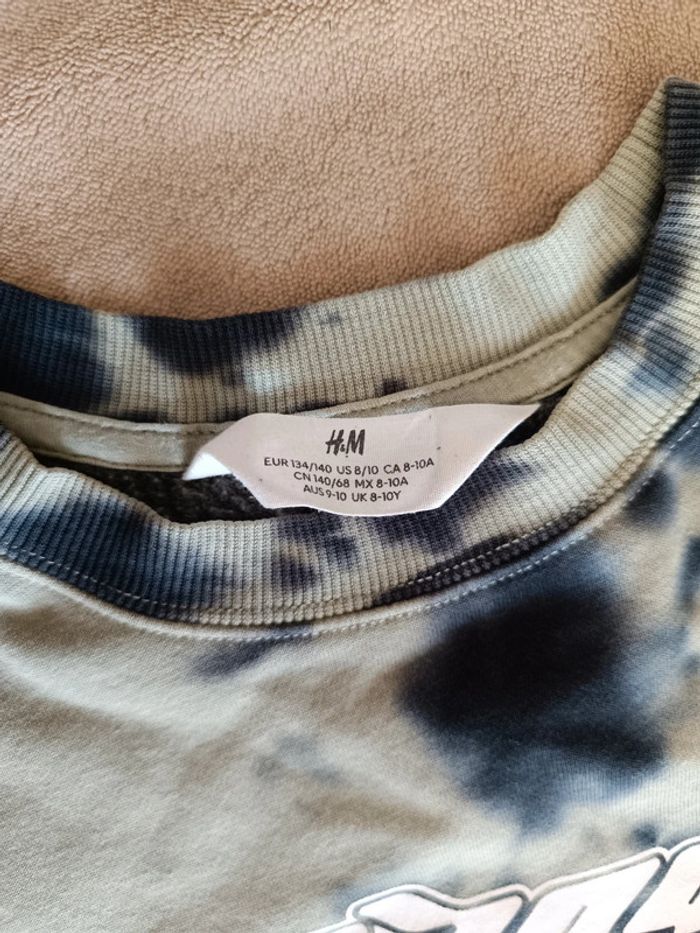 H&M
EUR 134/140 US 8/10 CA 8-10A
CN 140/68 MX 8-10A
AUS 9-10 UK 8-10Y